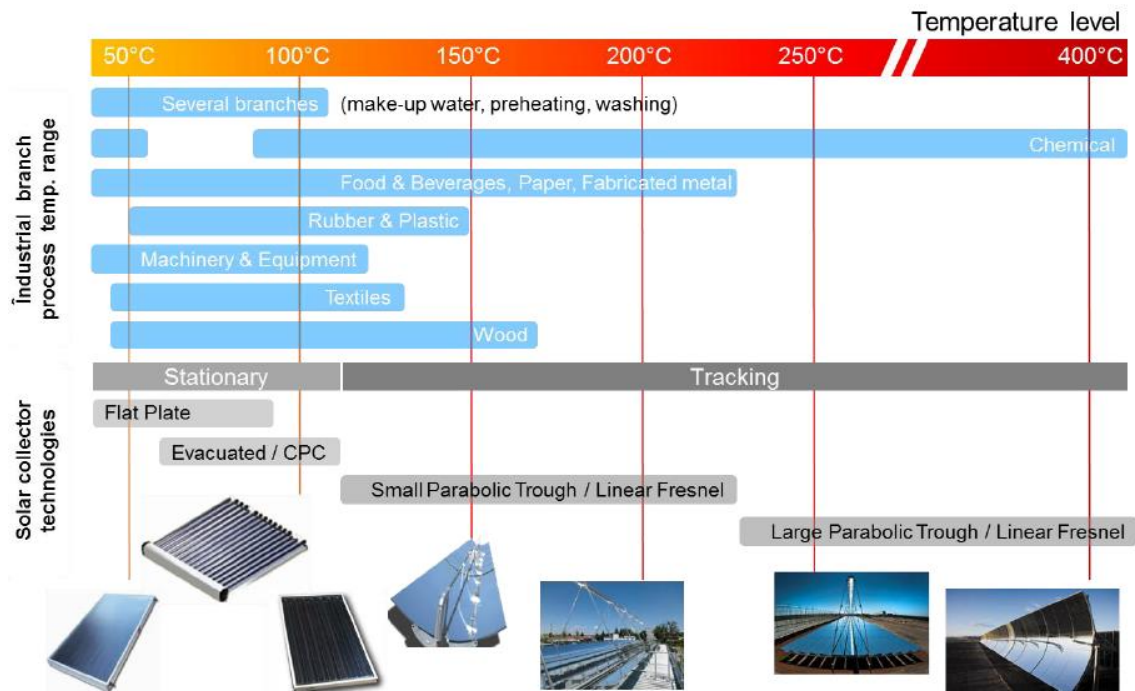 Temperature level
50°C 100°C 150°C 200°C 250°C 400°C
Industrial branch
process temp. range
Several branches (make-up water, preheating, washing)
Chemical
Food & Beverages, Paper, Fabricated metal
Rubber & Plastic
Machinery & Equipment
Textiles
Wood
Solar collector
technologies
Stationary Tracking
Flat Plate
Evacuated / CPC
Small Parabolic Trough / Linear Fresnel
Large Parabolic Trough / Linear Fresnel